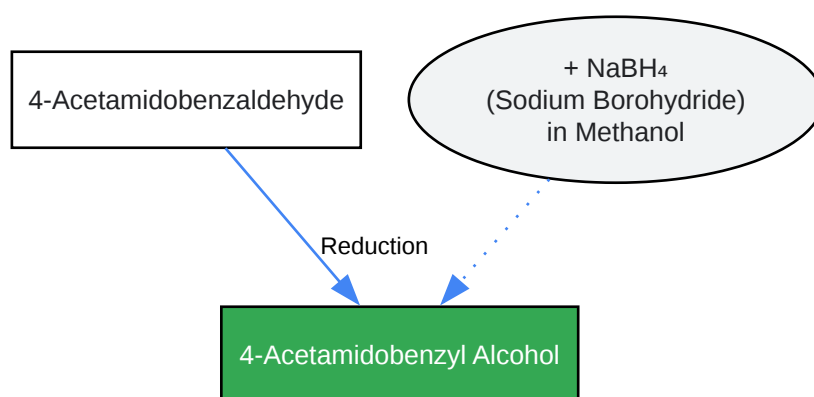 4-Acetamidobenzaldehyde
+ NaBH₄
(Sodium Borohydride)
in Methanol
Reduction
4-Acetamidobenzyl Alcohol